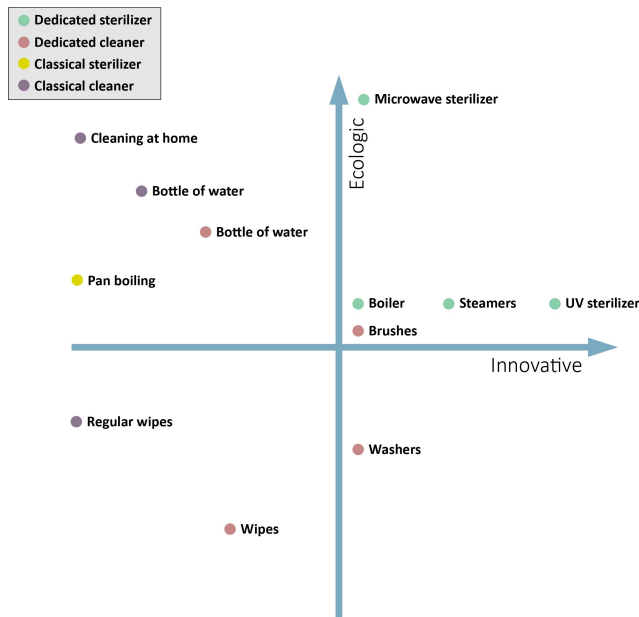 Dedicated sterilizer
Dedicated cleaner
Classical sterilizer
Classical cleaner
Microwave sterilizer
Ecologic
Cleaning at home
Bottle of water
Bottle of water
Pan boiling
Boiler
Steamers
UV sterilizer
Brushes
Innovative
Regular wipes
Washers
Wipes